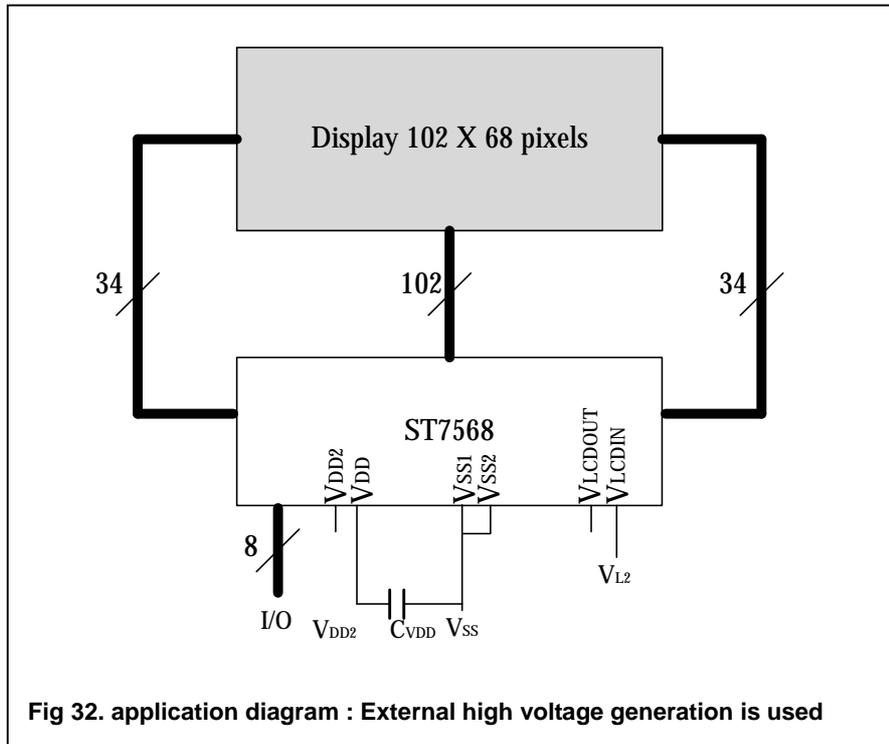 Display 102 X 68 pixels
34
102
34
ST7568
VDD2
VDD
VSS1
VSS2
VLCDOUT
VLCDIN
8
VL2
I/O
VDD2
CVDD
VSS
Fig 32. application diagram : External high voltage generation is used